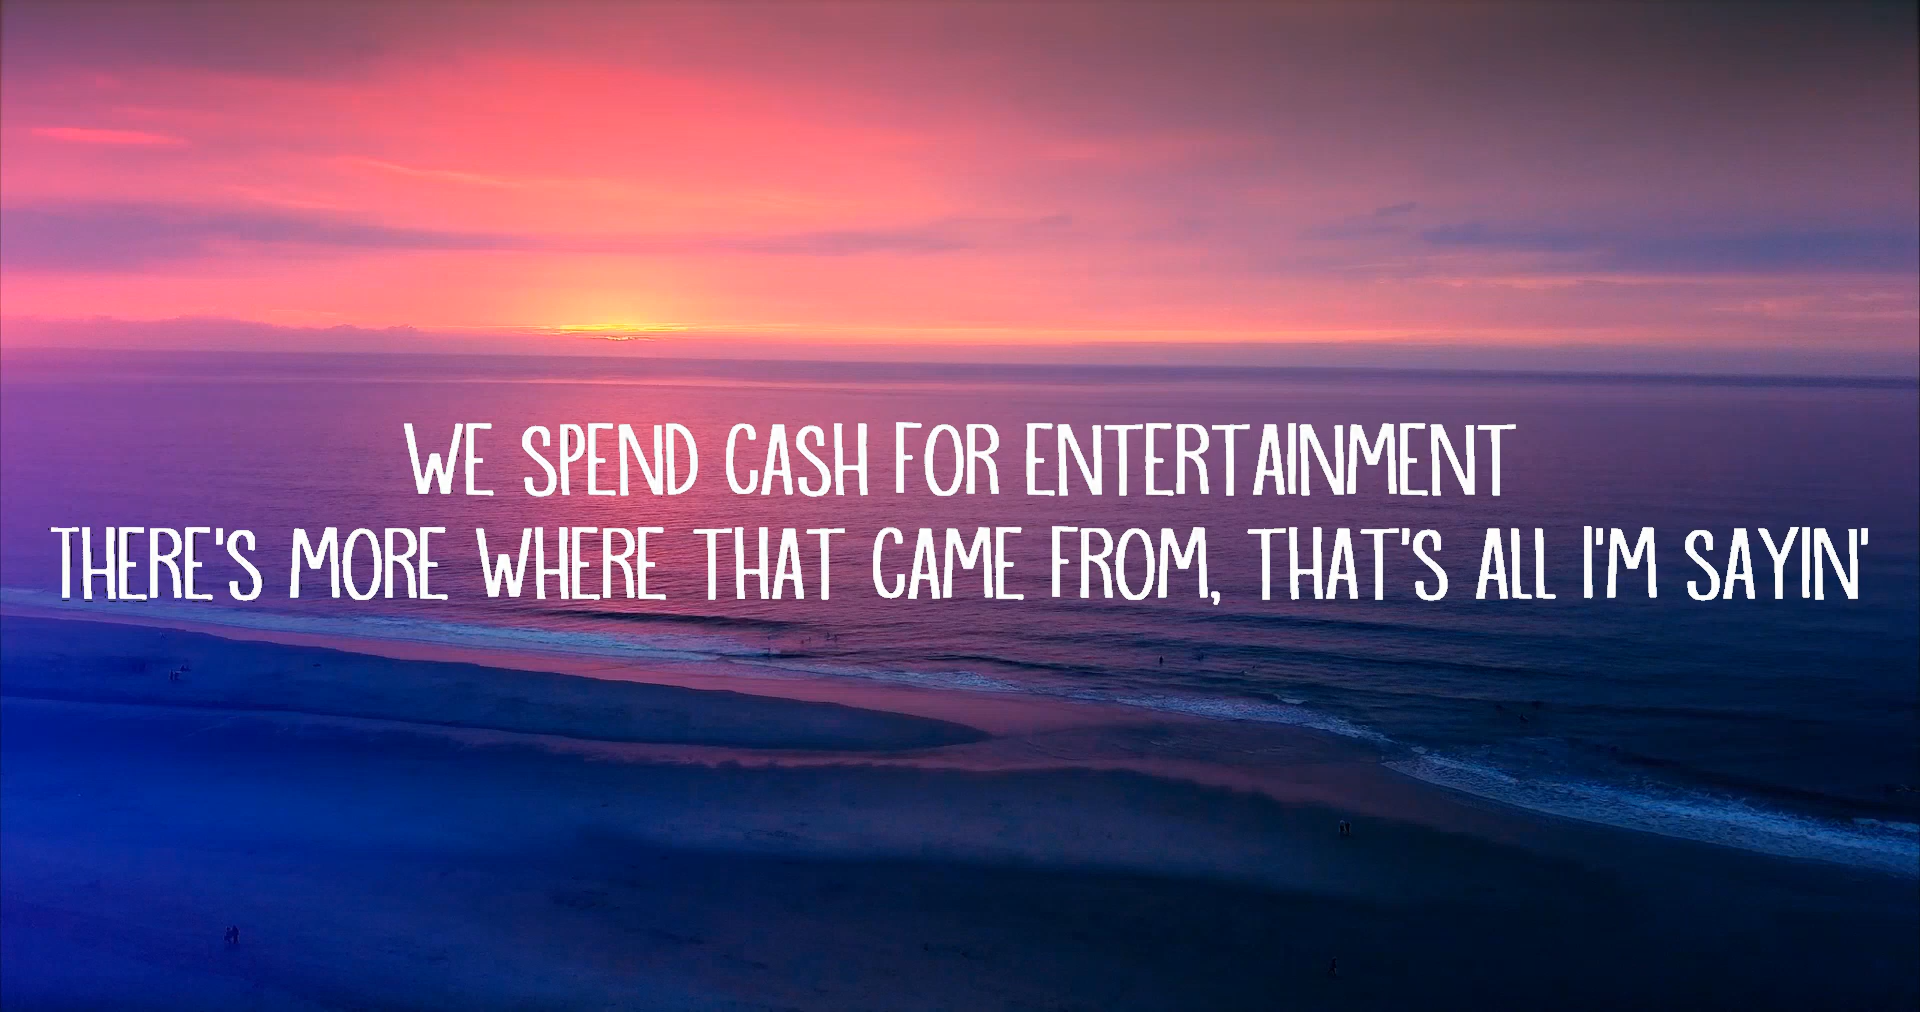 WE SPEND CASH FOR ENTERTAINMENT
THERE'S MORE WHERE THAT CAME FROM, THAT'S ALL I'M SAYIN'